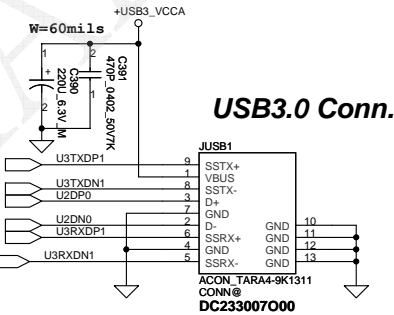 +USB3_VCCA
W=60mils
1
+
2
C390
220U_6.3V_M
2
1
C391
470P_0402_50V7K
USB3.0 Conn.
JUSB1
U3TXDP1 9 SSTX+
1 VBUS
U3TXDN1 8 SSTX-
U2DP0 3 D+
7 GND
U2DN0 2 D- GND 10
U3RXDP1 6 SSRX+ GND 11
4 GND GND 12
U3RXDN1 5 SSRX- GND 13
ACON_TARA4-9K1311
CONN@
DC233007O00